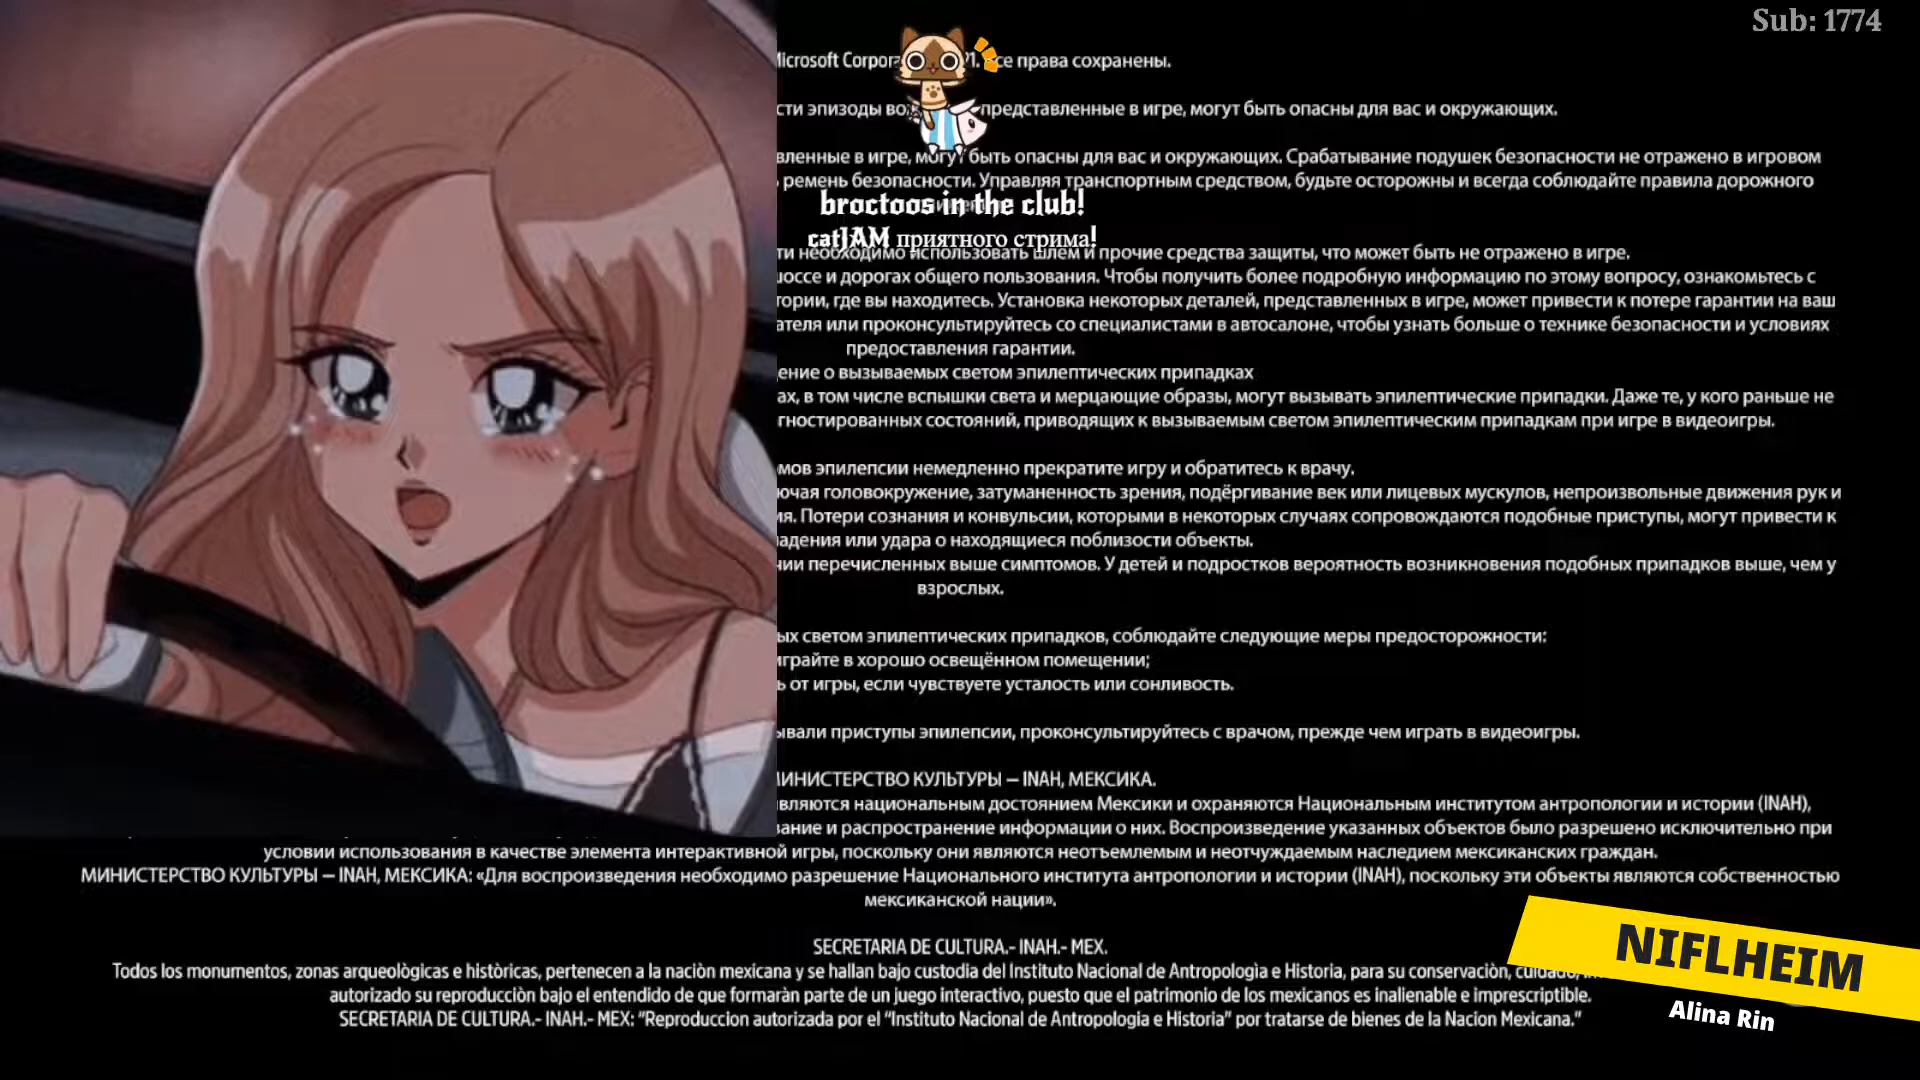 Sub: 1774
Microsoft Corpora 1. се права сохранены.
сти эпизоды во представленные в игре, могут быть опасны для вас и окружающих.
вленные в игре, могут быть опасны для вас и окружающих. Срабатывание подушек безопасности не отражено в игровом
ремень безопасности. Управляя транспортным средством, будьте осторожны и всегда соблюдайте правила дорожного
broctoos in the club!
catJAM приятного стрима!
ти необходимо использовать шлем и прочие средства защиты, что может быть не отражено в игре.
шоссе и дорогах общего пользования. Чтобы получить более подробную информацию по этому вопросу, ознакомьтесь с
тории, где вы находитесь. Установка некоторых деталей, представленных в игре, может привести к потере гарантии на ваш
ателя или проконсультируйтесь со специалистами в автосалоне, чтобы узнать больше о технике безопасности и условиях
предоставления гарантии.
ение о вызываемых светом эпилептических припадках
ах, в том числе вспышки света и мерцающие образы, могут вызывать эпилептические припадки. Даже те, у кого раньше не
гностированных состояний, приводящих к вызываемым светом эпилептическим припадкам при игре в видеоигры.
мов эпилепсии немедленно прекратите игру и обратитесь к врачу.
ючая головокружение, затуманенность зрения, подёргивание век или лицевых мускулов, непроизвольные движения рук и
ия. Потери сознания и конвульсии, которыми в некоторых случаях сопровождаются подобные приступы, могут привести к
падения или удара о находящиеся поблизости объекты.
нии перечисленных выше симптомов. У детей и подростков вероятность возникновения подобных припадков выше, чем у
взрослых.
ых светом эпилептических припадков, соблюдайте следующие меры предосторожности:
играйте в хорошо освещённом помещении;
ь от игры, если чувствуете усталость или сонливость.
ывали приступы эпилепсии, проконсультируйтесь с врачом, прежде чем играть в видеоигры.
МИНИСТЕРСТВО КУЛЬТУРЫ – INAH, МЕКСИКА.
вляются национальным достоянием Мексики и охраняются Национальным институтом антропологии и истории (INAH),
вание и распространение информации о них. Воспроизведение указанных объектов было разрешено исключительно при
условии использования в качестве элемента интерактивной игры, поскольку они являются неотъемлемым и неотчуждаемым наследием мексиканских граждан.
МИНИСТЕРСТВО КУЛЬТУРЫ – INAH, МЕКСИКА: «Для воспроизведения необходимо разрешение Национального института антропологии и истории (INAH), поскольку эти объекты являются собственностью
мексиканской нации».
SECRETARIA DE CULTURA.- INAH.- MEX.
Todos los monumentos, zonas arqueològicas e històricas, pertenecen a la naciòn mexicana y se hallan bajo custodia del Instituto Nacional de Antropologia e Historia, para su conservaciòn, cuidado,
autorizado su reproducciòn bajo el entendido de que formaràn parte de un juego interactivo, puesto que el patrimonio de los mexicanos es inalienable e imprescriptible.
SECRETARIA DE CULTURA.- INAH.- MEX: "Reproduccion autorizada por el "Instituto Nacional de Antropologia e Historia" por tratarse de bienes de la Nacion Mexicana."
NIFLHEIM
Alina Rin